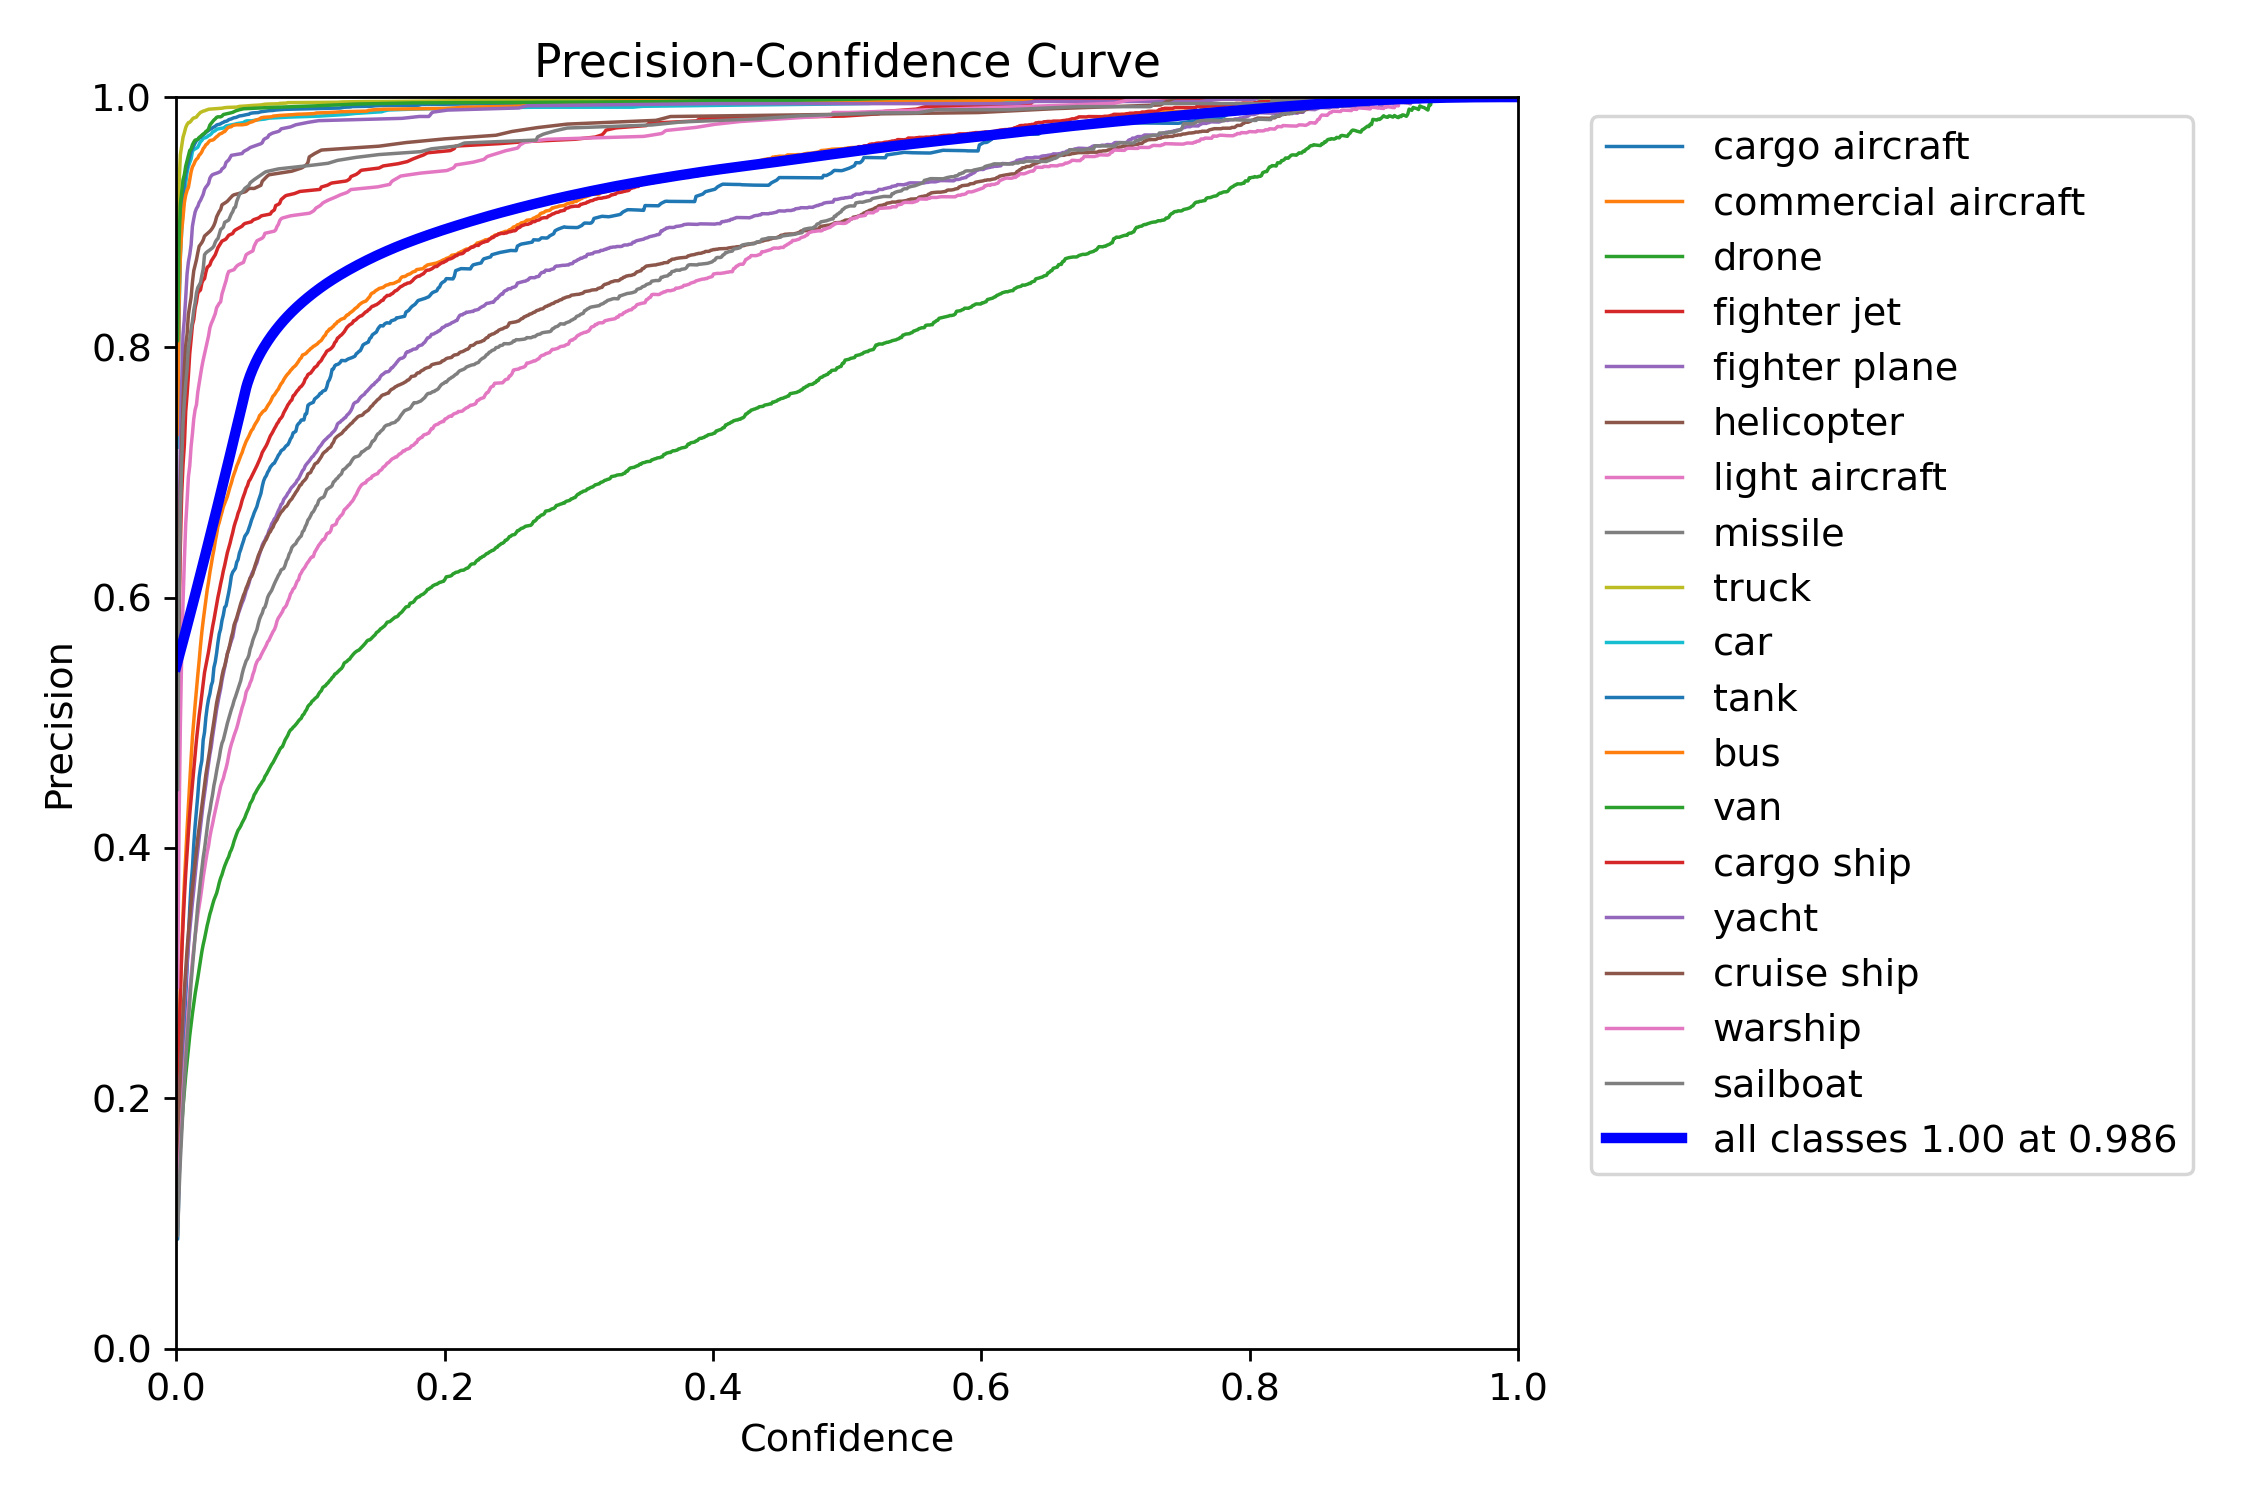 Precision-Confidence Curve
1.0
0.8
0.6
0.4
0.2
0.0
Precision
0.0 0.2 0.4 0.6 0.8 1.0
Confidence
cargo aircraft
commercial aircraft
drone
fighter jet
fighter plane
helicopter
light aircraft
missile
truck
car
tank
bus
van
cargo ship
yacht
cruise ship
warship
sailboat
all classes 1.00 at 0.986